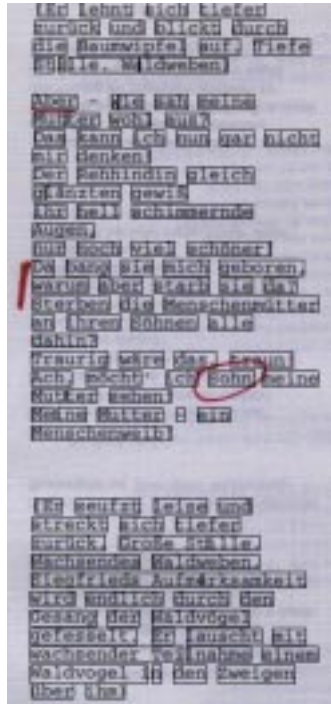 (Er lehnt sich tiefer
zurück und blickt durch
die Baumwipfel auf. Tiefe
Stille. Waldweben)
Aber - wie sah meine
Mutter wohl aus?
Das kann ich nun gar nicht
mir denken!
Der Rehhindin gleich
glänzten gewiß
ihr hell schimmernde
Augen,
nur noch viel schöner!
Da bang sie mich geboren,
warum aber starb sie da?
Sterben die Menschenmütter
an ihren Söhnen alle
dahin?
Traurig wäre das, traun!
Ach, möcht' ich Sohn meine
Mutter sehen!
Meine Mutter - ein
Menschenweib!
(Er seufzt leise und
streckt sich tiefer
zurück. Große Stille.
Wachsendes Waldweben.
Siegfrieds Aufmerksamkeit
wird endlich durch den
Gesang der Waldvögel
gefesselt. Er lauscht mit
wachsender Teilnahme einem
Waldvogel in den Zweigen
über ihm)